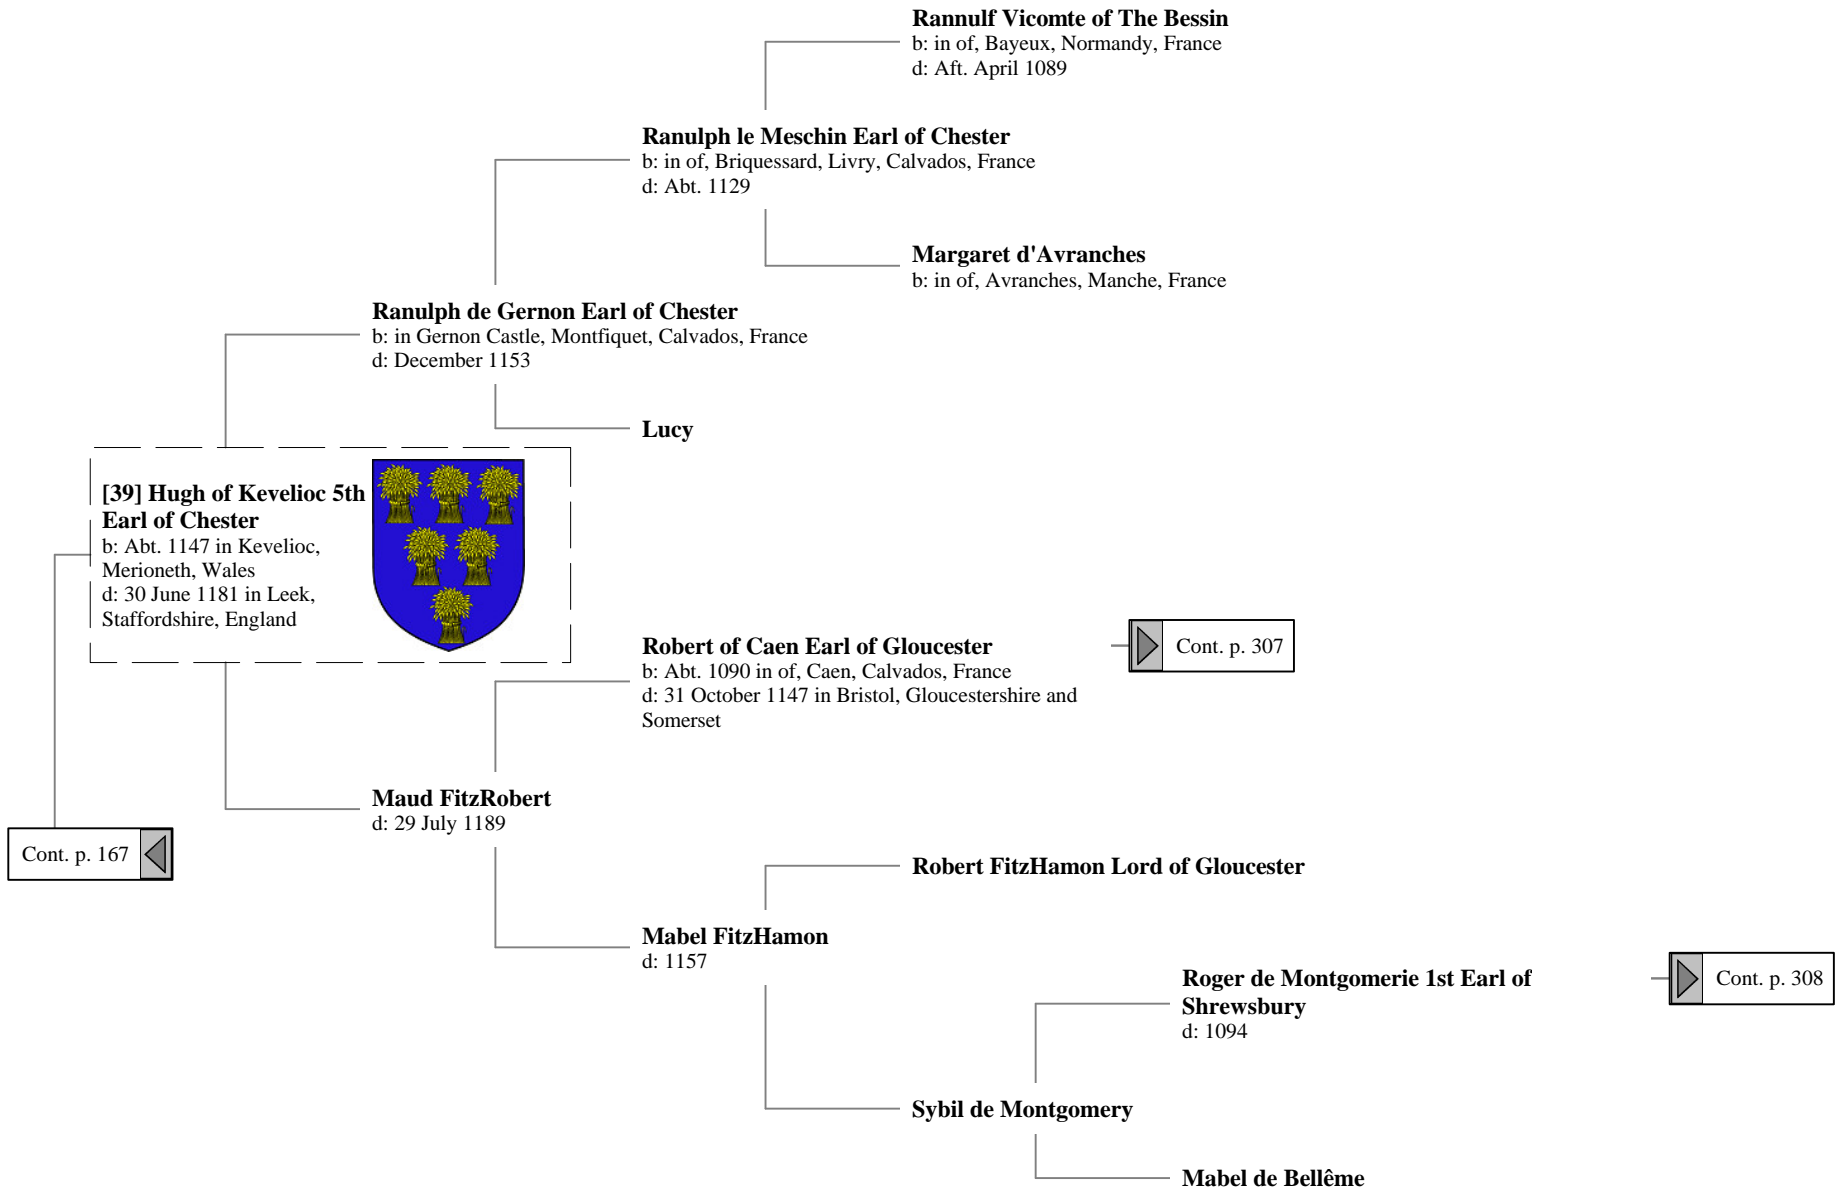 Rannulf Vicomte of The Bessin
b: in of, Bayeux, Normandy, France
d: Aft. April 1089
Ranulph le Meschin Earl of Chester
b: in of, Briquessard, Livry, Calvados, France
d: Abt. 1129
Margaret d'Avranches
b: in of, Avranches, Manche, France
Ranulph de Gernon Earl of Chester
b: in Gernon Castle, Montfiquet, Calvados, France
d: December 1153
Lucy
[39] Hugh of Kevelioc 5th
Earl of Chester
b: Abt. 1147 in Kevelioc,
Merioneth, Wales
d: 30 June 1181 in Leek,
Staffordshire, England
Robert of Caen Earl of Gloucester
b: Abt. 1090 in of, Caen, Calvados, France
d: 31 October 1147 in Bristol, Gloucestershire and
Somerset
Cont. p. 307
Maud FitzRobert
d: 29 July 1189
Cont. p. 167
Robert FitzHamon Lord of Gloucester
Mabel FitzHamon
d: 1157
Roger de Montgomerie 1st Earl of
Shrewsbury
d: 1094
Cont. p. 308
Sybil de Montgomery
Mabel de Bellême